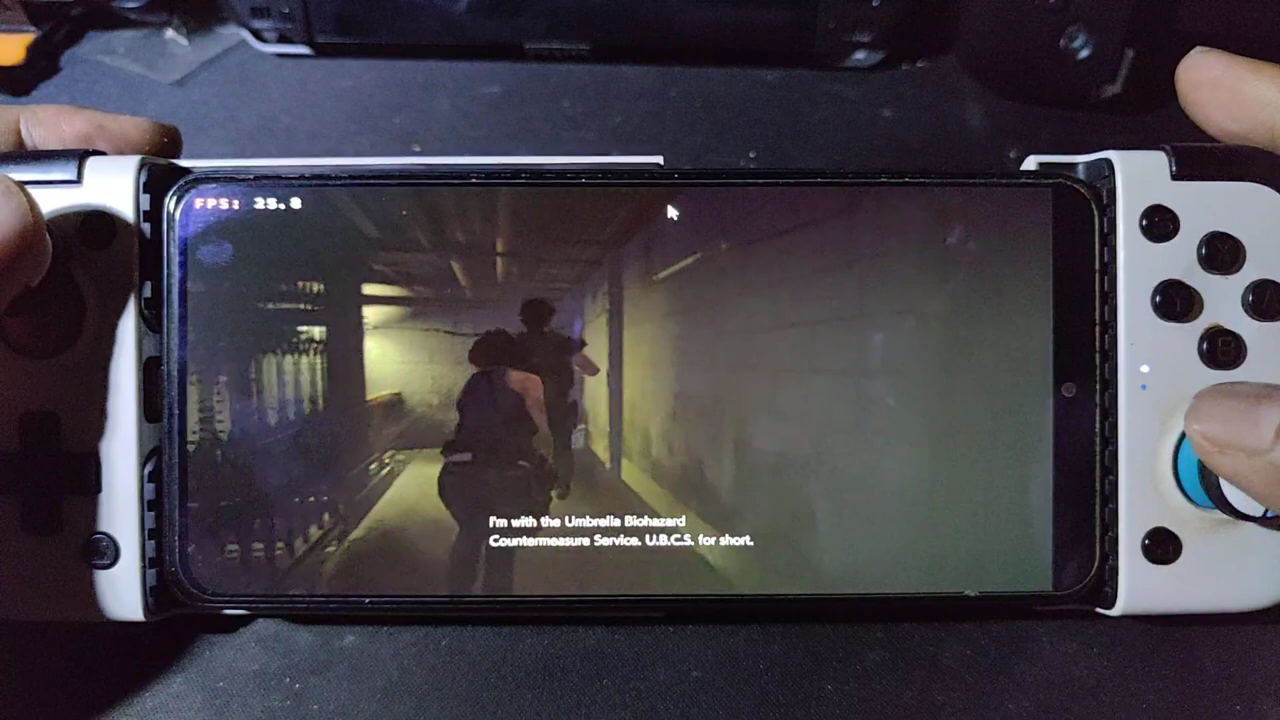 FPS: 25.8
I'm with the Umbrella Biohazard
Countermeasure Service. U.B.C.S. for short.
X
Y
A
B